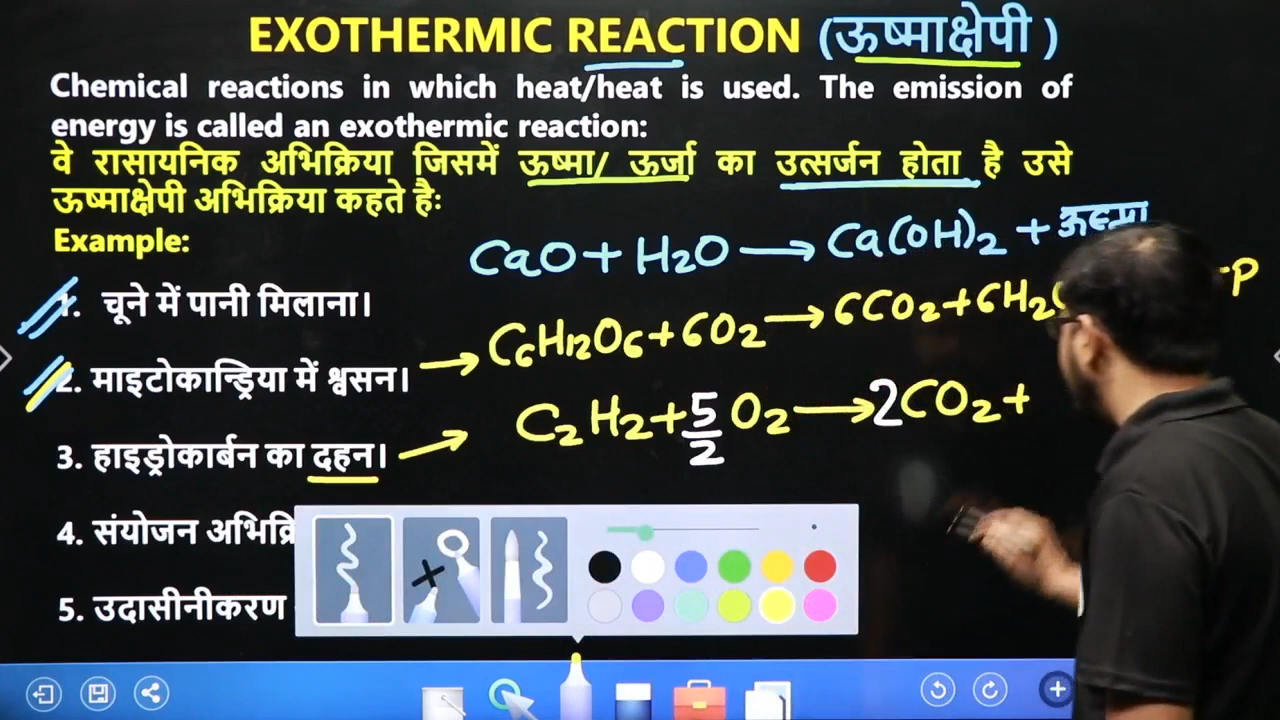 EXOTHERMIC REACTION (ऊष्माक्षेपी )
Chemical reactions in which heat/heat is used. The emission of
energy is called an exothermic reaction:
वे रासायनिक अभिक्रिया जिसमें ऊष्मा/ ऊर्जा का उत्सर्जन होता है उसे
ऊष्माक्षेपी अभिक्रिया कहते हैः
Example:
CaO + H2O → Ca(OH)2 + ऊष्मा
1. चूने में पानी मिलाना।
C6H12O6 + 6O2 → 6CO2 + 6H2
2. माइटोकान्ड्रिया में श्वसन। →
C2H2 + 5/2 O2 → 2CO2 +
3. हाइड्रोकार्बन का दहन। →
4. संयोजन
5. उदासीनीकरण